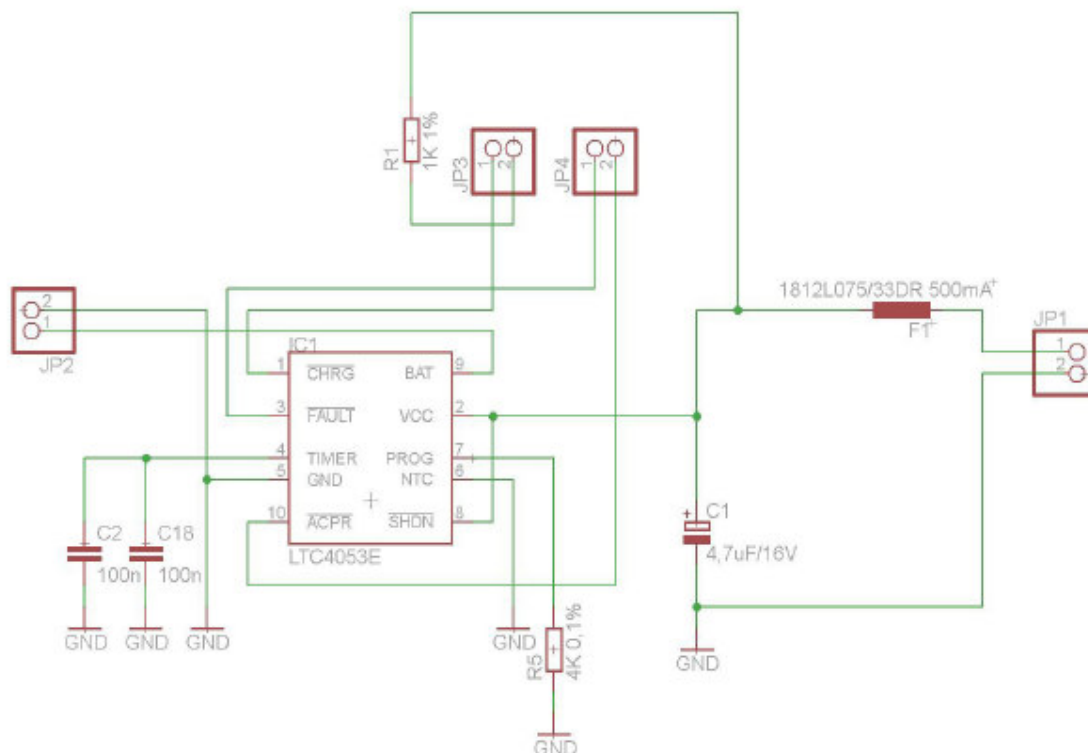 R1
1K 1%
JP3
1
2
JP4
1
2
1812L075/33DR 500mA
F1
JP1
1
2
2
1
JP2
IC1
1 CHRG BAT 9
3 FAULT VCC 2
4 TIMER PROG 7
5 GND NTC 6
10 ACPR SHDN 8
LTC4053E
C2
100n
C18
100n
C1
4,7uF/16V
GND
GND
GND
GND
GND
R5
4K 0,1%
GND